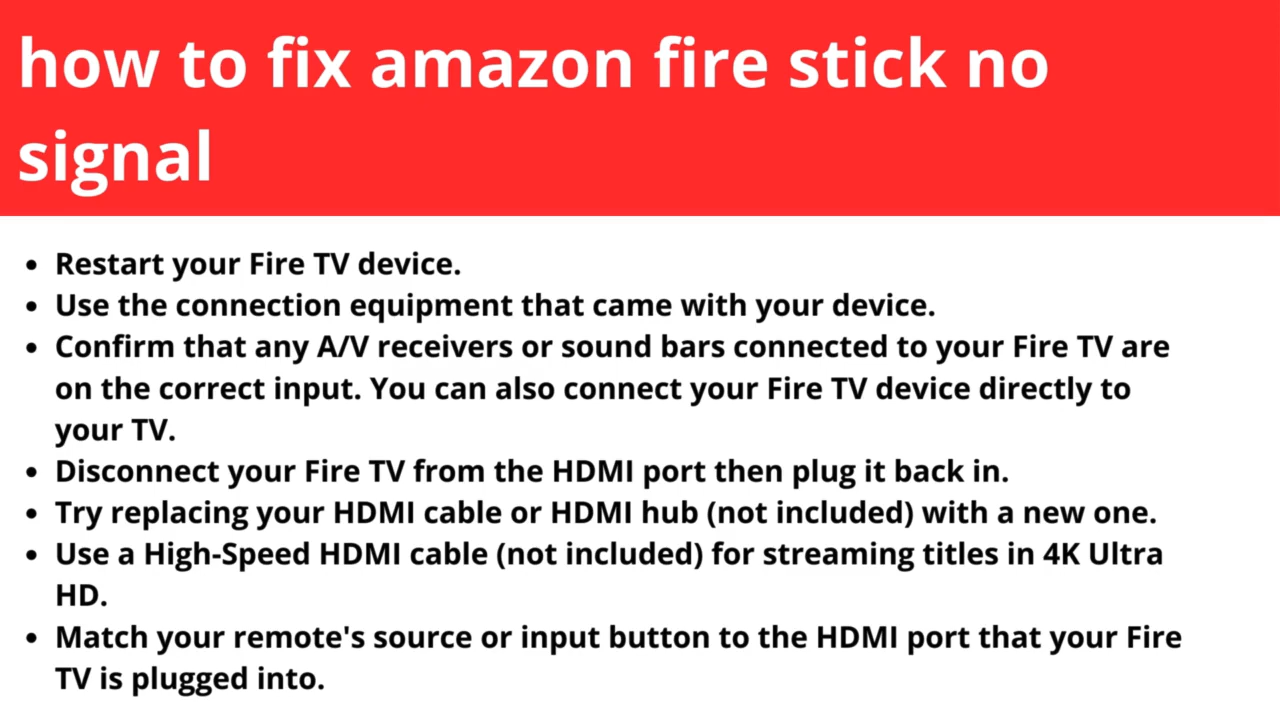 how to fix amazon fire stick no
signal
• Restart your Fire TV device.
• Use the connection equipment that came with your device.
• Confirm that any A/V receivers or sound bars connected to your Fire TV are
on the correct input. You can also connect your Fire TV device directly to
your TV.
• Disconnect your Fire TV from the HDMI port then plug it back in.
• Try replacing your HDMI cable or HDMI hub (not included) with a new one.
• Use a High-Speed HDMI cable (not included) for streaming titles in 4K Ultra
HD.
• Match your remote's source or input button to the HDMI port that your Fire
TV is plugged into.